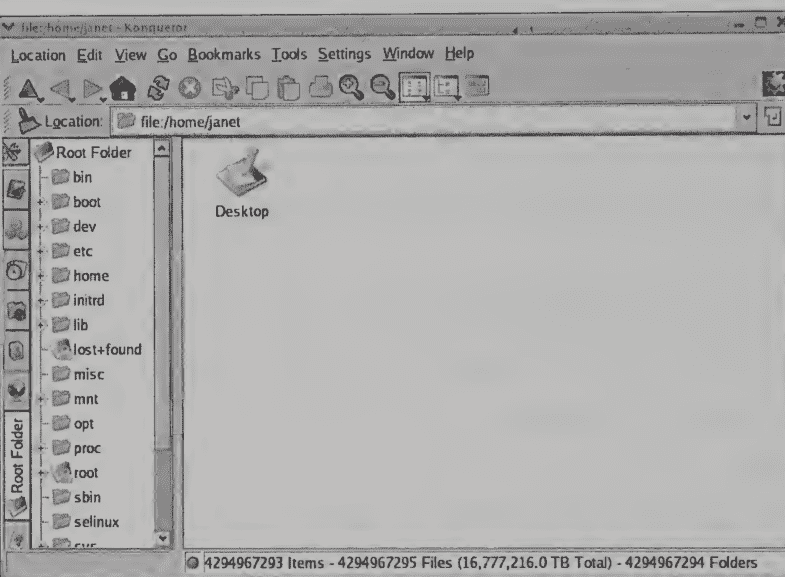 file:/home/janet - Konqueror
Location Edit View Go Bookmarks Tools Settings Window Help
Location: file:/home/janet
Root Folder
bin
boot
dev
etc
home
initrd
lib
lost+found
misc
mnt
opt
proc
root
sbin
selinux
Root Folder
Desktop
4294967293 Items - 4294967295 Files (16,777,216.0 TB Total) - 4294967294 Folders